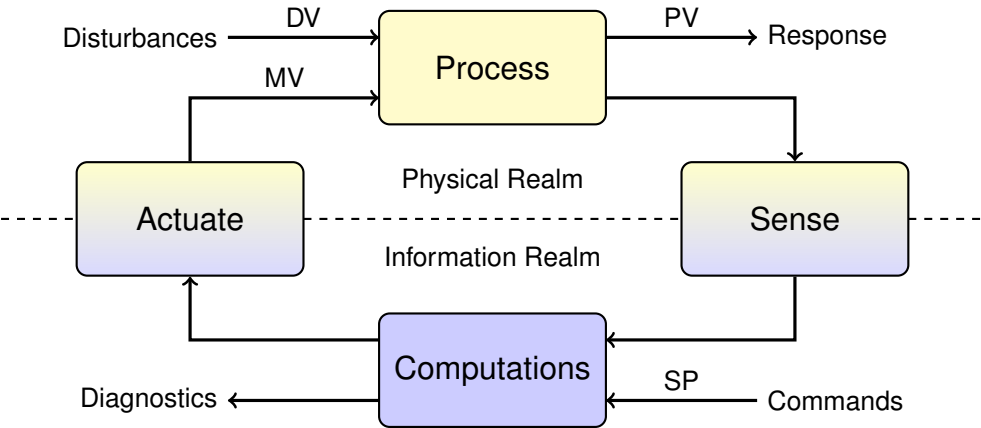 DV
PV
Disturbances
Response
Process
MV
Physical Realm
Actuate
Sense
Information Realm
Computations
SP
Diagnostics
Commands